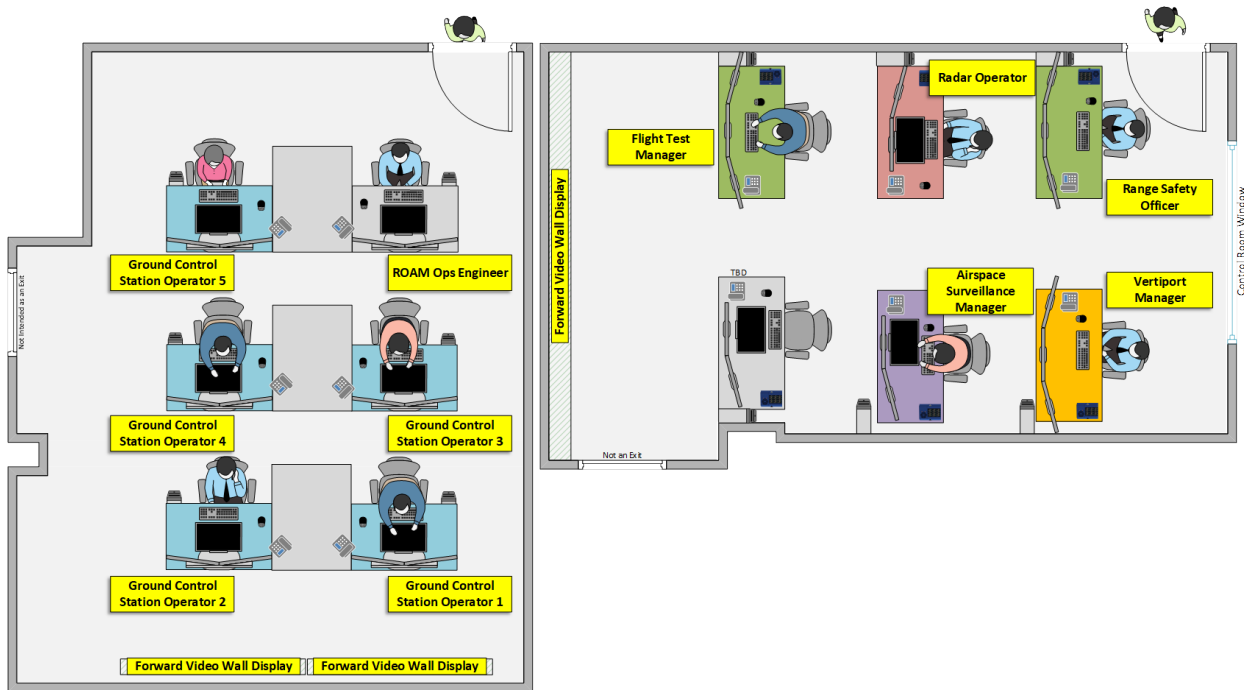 Ground Control
Station Operator 5
ROAM Ops Engineer
Not Intended as an Exit
Ground Control
Station Operator 4
Ground Control
Station Operator 3
Ground Control
Station Operator 2
Ground Control
Station Operator 1
Forward Video Wall Display
Forward Video Wall Display
Forward Video Wall Display
Flight Test
Manager
Radar Operator
Range Safety
Officer
TBD
Airspace
Surveillance
Manager
Vertiport
Manager
Control Room Window
Not an Exit